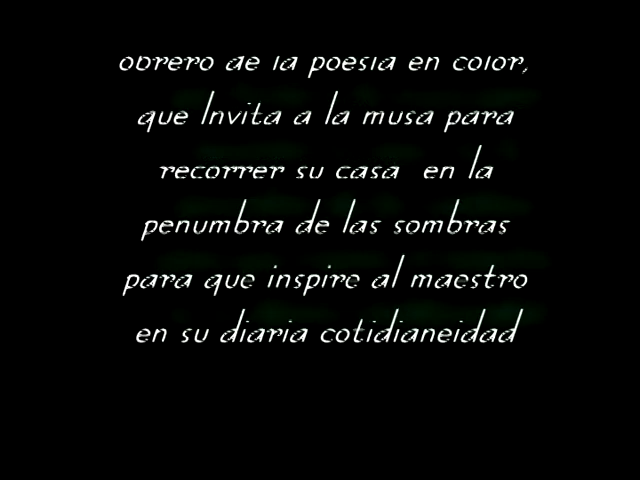 obrero de la poesia en color,
que Invita a la musa para
recorrer su casa en la
penumbra de las sombras
para que inspire al maestro
en su diaria cotidianeidad